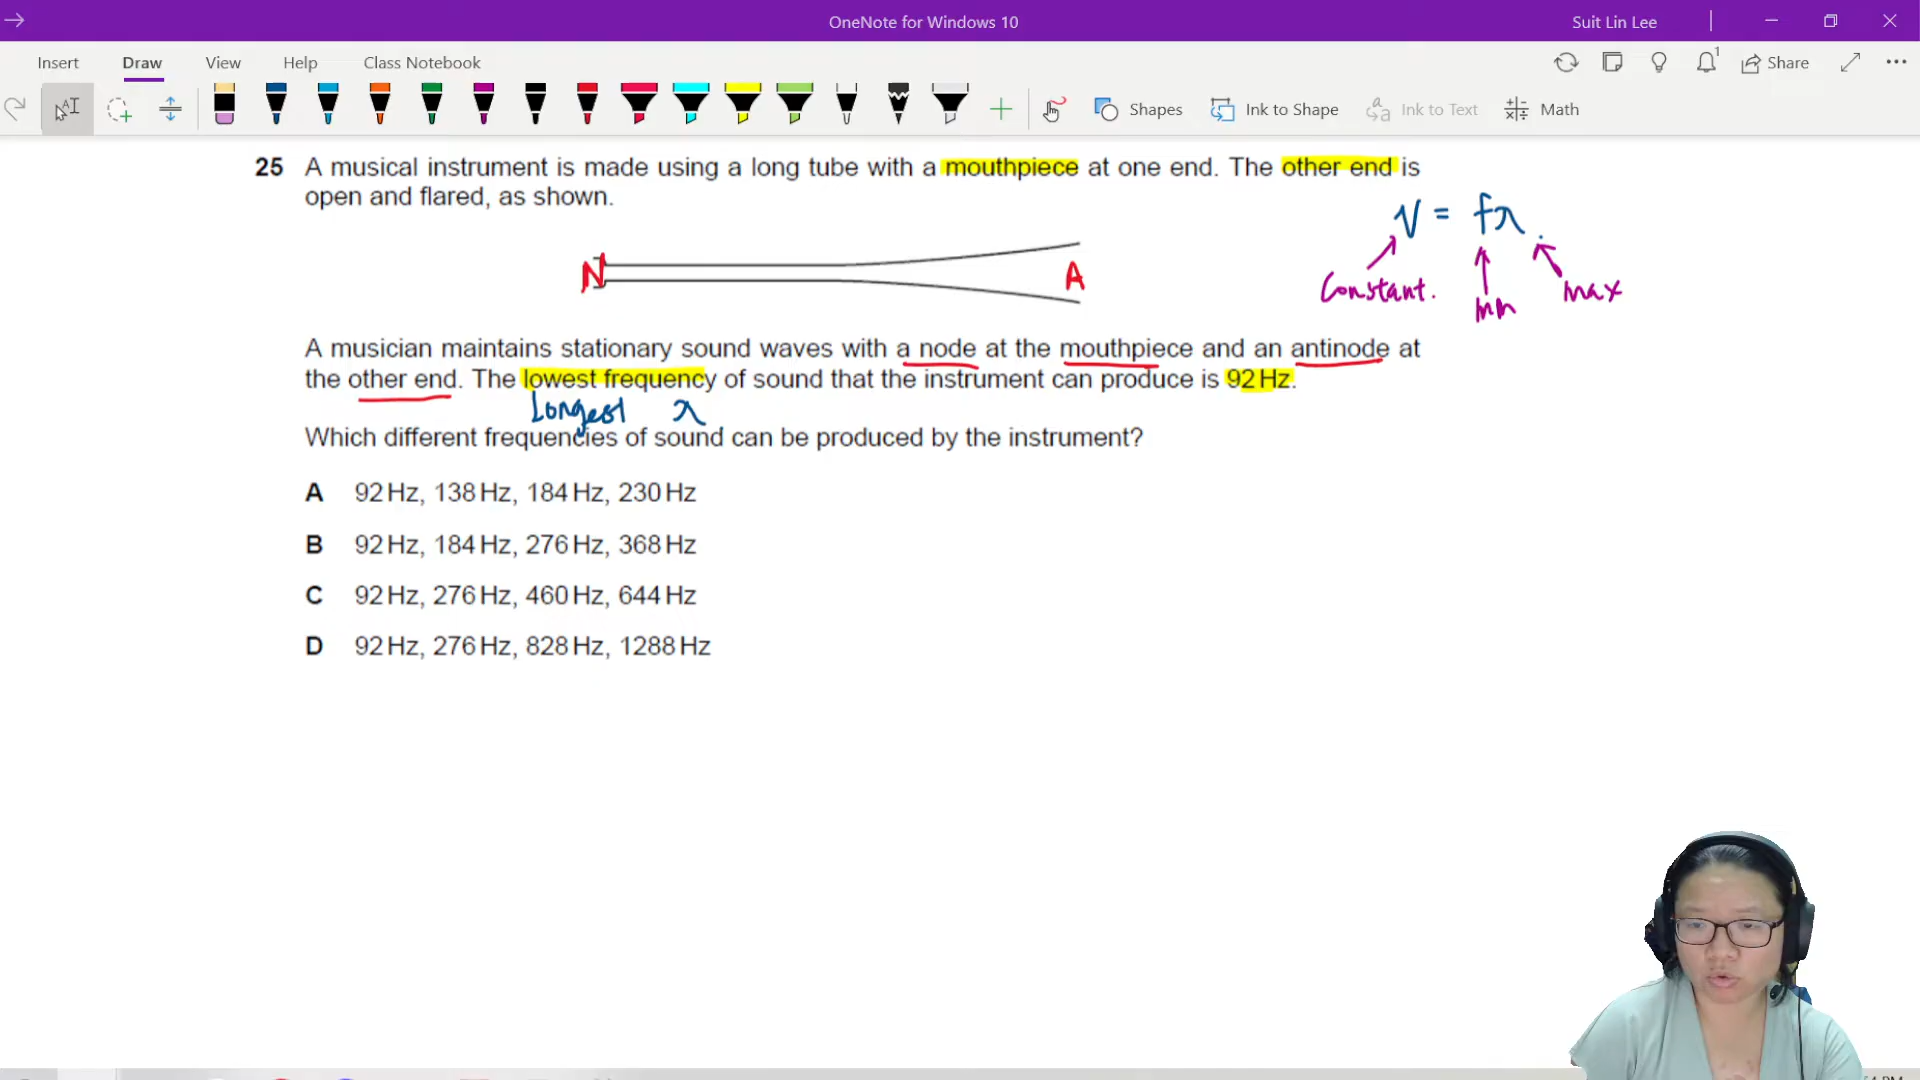 OneNote for Windows 10
Suit Lin Lee
Insert Draw View Help Class Notebook
1
Share
Shapes Ink to Shape Ink to Text Math
25 A musical instrument is made using a long tube with a mouthpiece at one end. The other end is
open and flared, as shown.
V = fλ
N A
Constant. min max
A musician maintains stationary sound waves with a node at the mouthpiece and an antinode at
the other end. The lowest frequency of sound that the instrument can produce is 92 Hz.
Longest λ
Which different frequencies of sound can be produced by the instrument?
A 92 Hz, 138 Hz, 184 Hz, 230 Hz
B 92 Hz, 184 Hz, 276 Hz, 368 Hz
C 92 Hz, 276 Hz, 460 Hz, 644 Hz
D 92 Hz, 276 Hz, 828 Hz, 1288 Hz